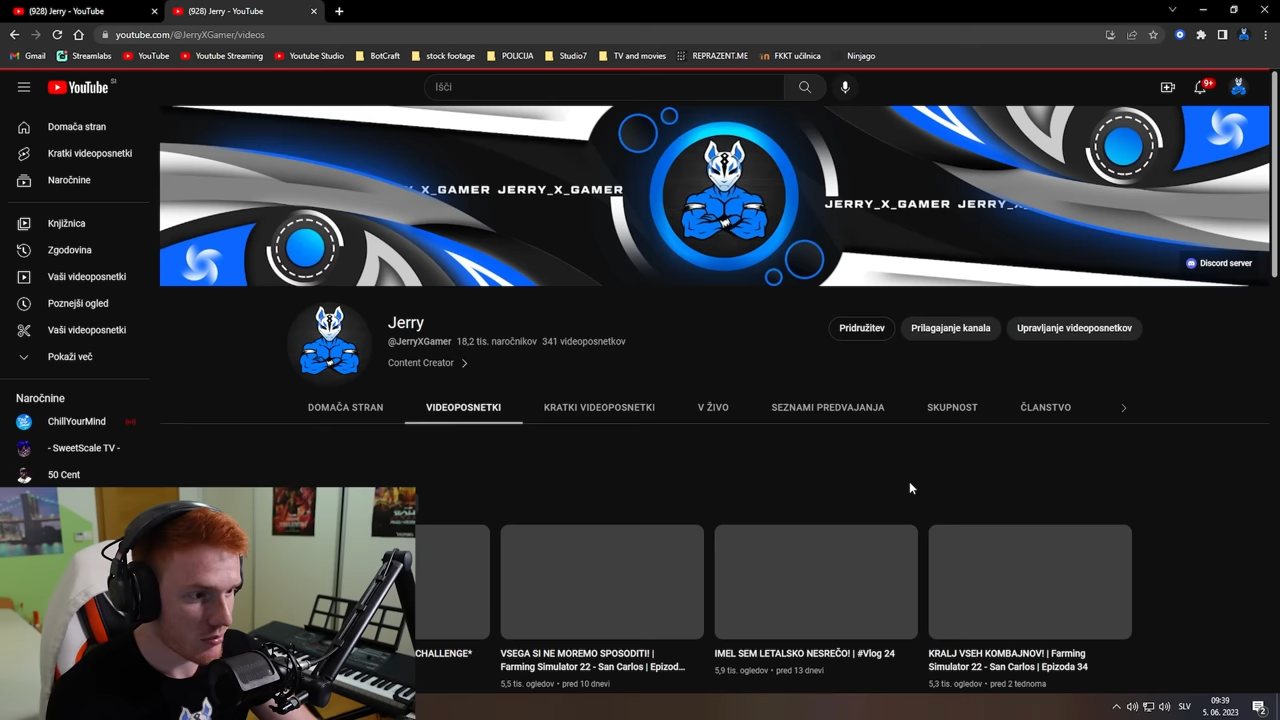 (928) Jerry - YouTube
(928) Jerry - YouTube
youtube.com/@JerryXGamer/videos
Gmail
Streamlabs
YouTube
YouTube Streaming
YouTube Studio
BotCraft
stock footage
POLICIJA
Studio7
TV and movies
REPRAZENT.ME
FKKT učilnica
Ninjago
YouTube SI
Išči
9+
Domača stran
Kratki videoposnetki
Naročnine
Knjižnica
Zgodovina
Vaši videoposnetki
Poznejši ogled
Vaši videoposnetki
Pokaži več
Naročnine
ChillYourMind
- SweetScale TV -
50 Cent
X_GAMER JERRY_X_GAMER
JERRY_X_GAMER JERRY_X_
Discord server
Jerry
@JerryXGamer 18,2 tis. naročnikov 341 videoposnetkov
Content Creator
Pridružitev
Prilagajanje kanala
Upravljanje videoposnetkov
DOMAČA STRAN
VIDEOPOSNETKI
KRATKI VIDEOPOSNETKI
V ŽIVO
SEZNAMI PREDVAJANJA
SKUPNOST
ČLANSTVO
CHALLENGE*
VSEGA SI NE MOREMO SPOSODITI! |
Farming Simulator 22 - San Carlos | Epizod...
5,5 tis. ogledov • pred 10 dnevi
IMEL SEM LETALSKO NESREČO! | #Vlog 24
5,9 tis. ogledov • pred 13 dnevi
KRALJ VSEH KOMBAJNOV! | Farming
Simulator 22 - San Carlos | Epizoda 34
5,3 tis. ogledov • pred 2 tednoma
SLV
09:39
5. 06. 2023